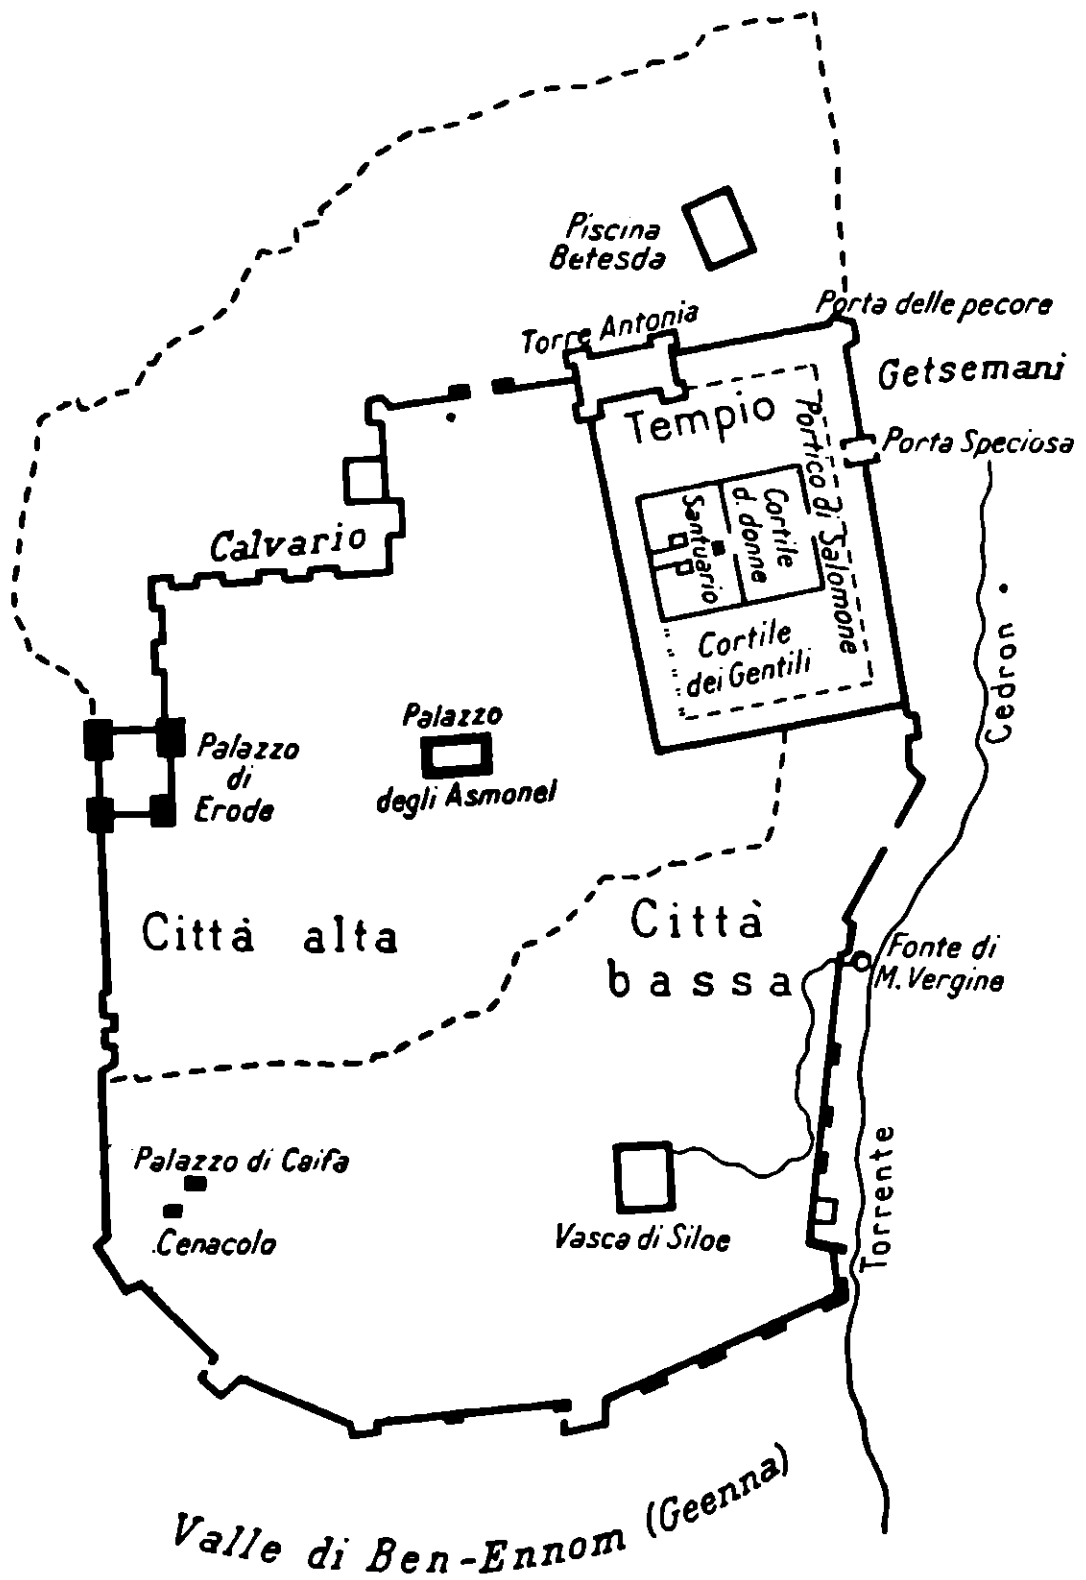 Piscina
Betesda
Porta delle pecore
Torre Antonia
Getsemani
Tempio
Portico di Salomone
Porta Speciosa
Santuario
Cortile
d. donne
Calvario
Cortile
dei Gentili
Cedron
Palazzo
di
Erode
Palazzo
degli Asmonel
Città alta
Città
bassa
Fonte di
M. Vergine
Palazzo di Caifa
Cenacolo
Vasca di Siloe
Torrente
Valle di Ben-Ennom (Geenna)